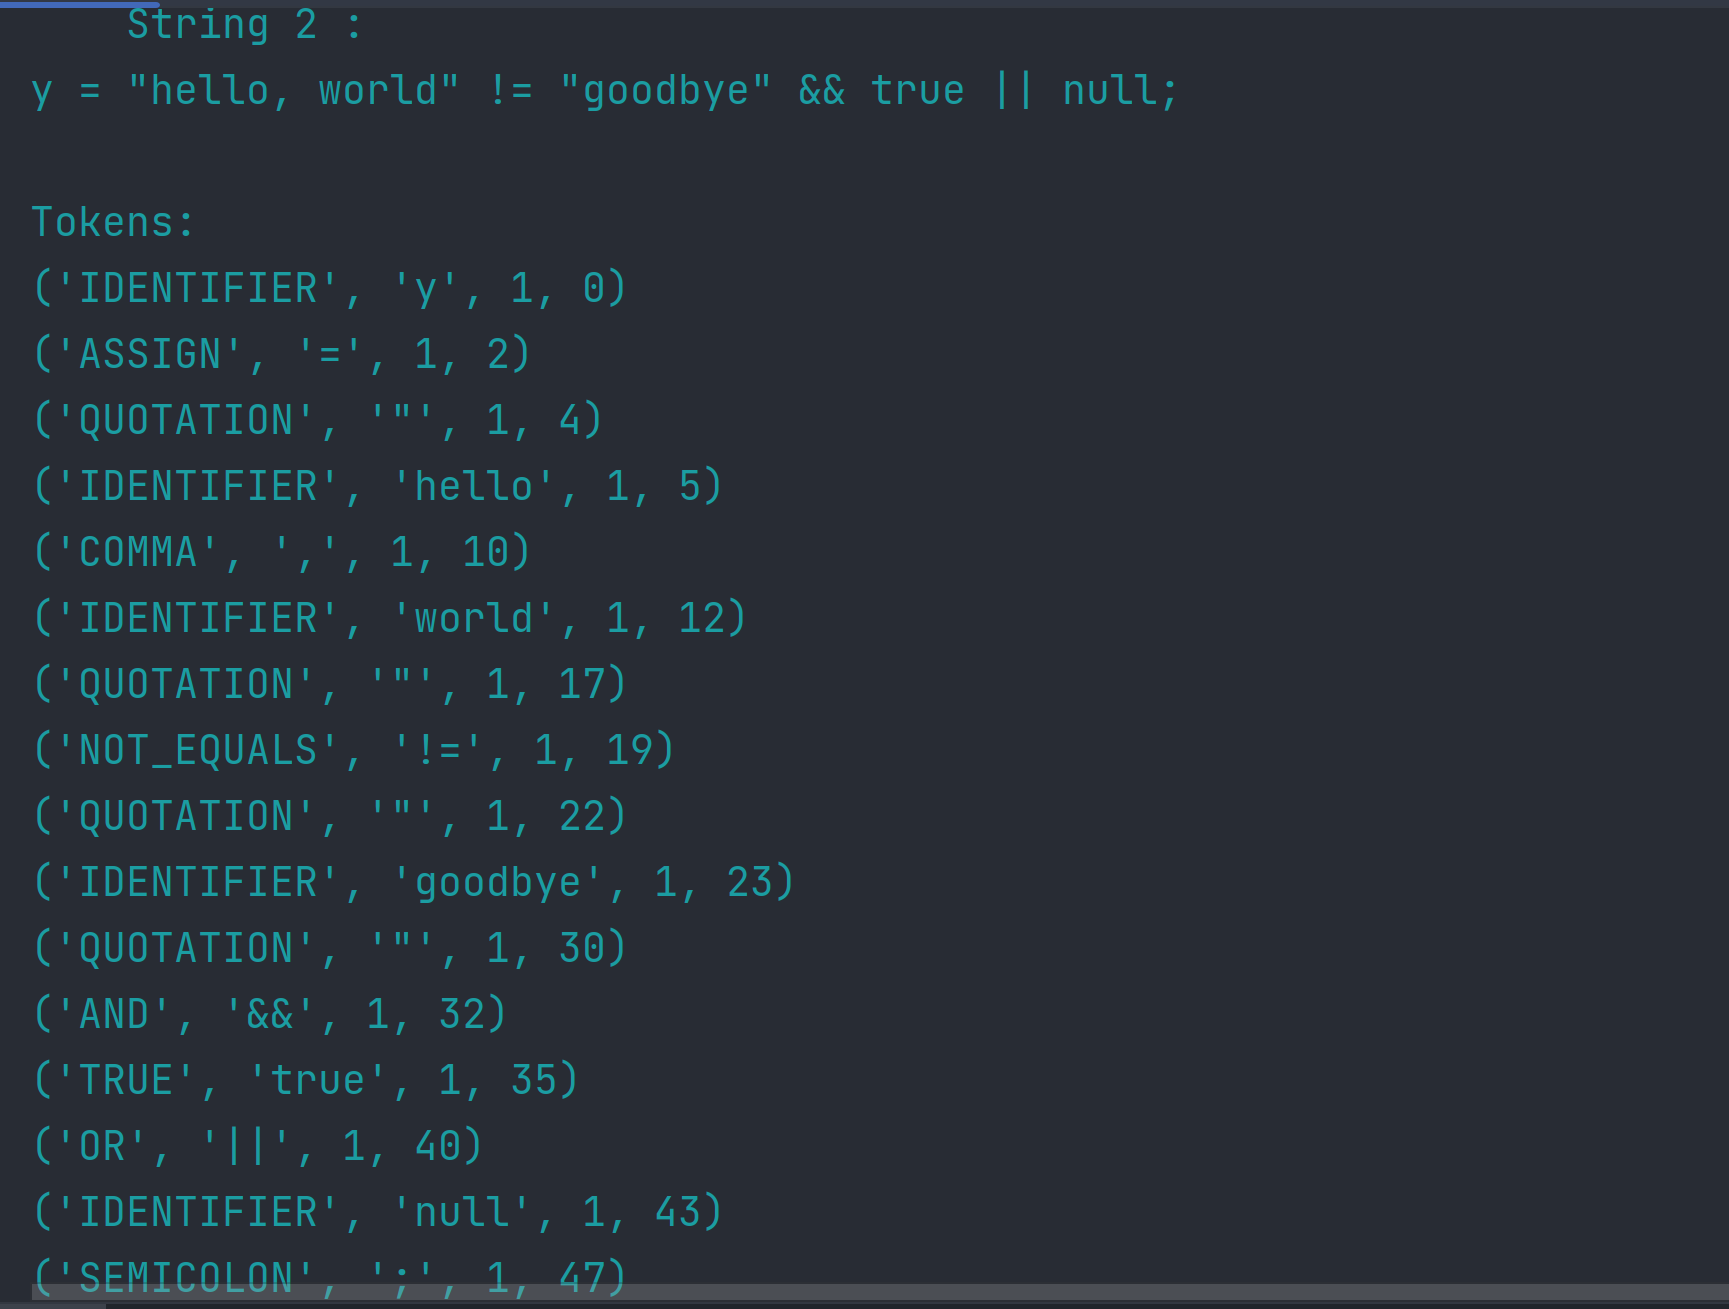 String 2 :
y = "hello, world" != "goodbye" && true || null;
Tokens:
('IDENTIFIER', 'y', 1, 0)
('ASSIGN', '=', 1, 2)
('QUOTATION', '"', 1, 4)
('IDENTIFIER', 'hello', 1, 5)
('COMMA', ',', 1, 10)
('IDENTIFIER', 'world', 1, 12)
('QUOTATION', '"', 1, 17)
('NOT_EQUALS', '!=', 1, 19)
('QUOTATION', '"', 1, 22)
('IDENTIFIER', 'goodbye', 1, 23)
('QUOTATION', '"', 1, 30)
('AND', '&&', 1, 32)
('TRUE', 'true', 1, 35)
('OR', '||', 1, 40)
('IDENTIFIER', 'null', 1, 43)
('SEMICOLON', ';', 1, 47)